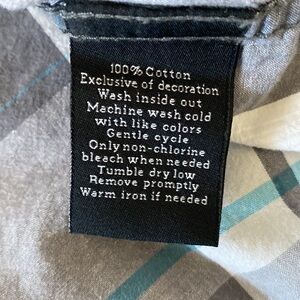 100% Cotton
Exclusive of decoration
Wash inside out
Machine wash cold
with like colors
Gentle cycle
Only non-chlorine
bleach when needed
Tumble dry low
Remove promptly
Warm iron if needed